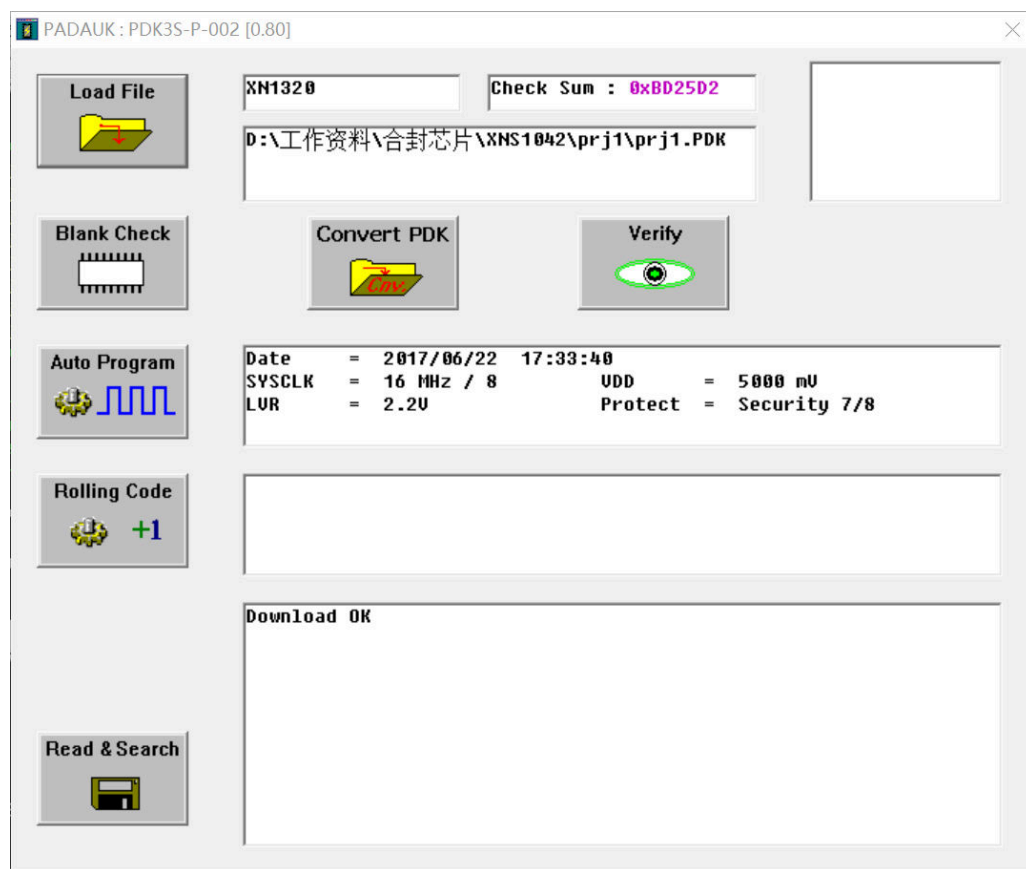 PADAUK : PDK3S-P-002 [0.80]
Load File
XN1320
Check Sum : 0xBD25D2
D:\工作资料\合封芯片\XNS1042\prj1\prj1.PDK
Blank Check
Convert PDK
Cnv.
Verify
Auto Program
Date = 2017/06/22 17:33:40
SYSCLK = 16 MHz / 8 VDD = 5000 mV
LVR = 2.2V Protect = Security 7/8
Rolling Code
+1
Download OK
Read & Search